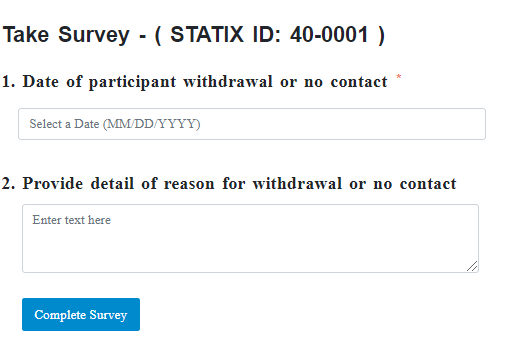 Take Survey - ( STATIX ID: 40-0001 )
1. Date of participant withdrawal or no contact *
Select a Date (MM/DD/YYYY)
2. Provide detail of reason for withdrawal or no contact
Enter text here
Complete Survey